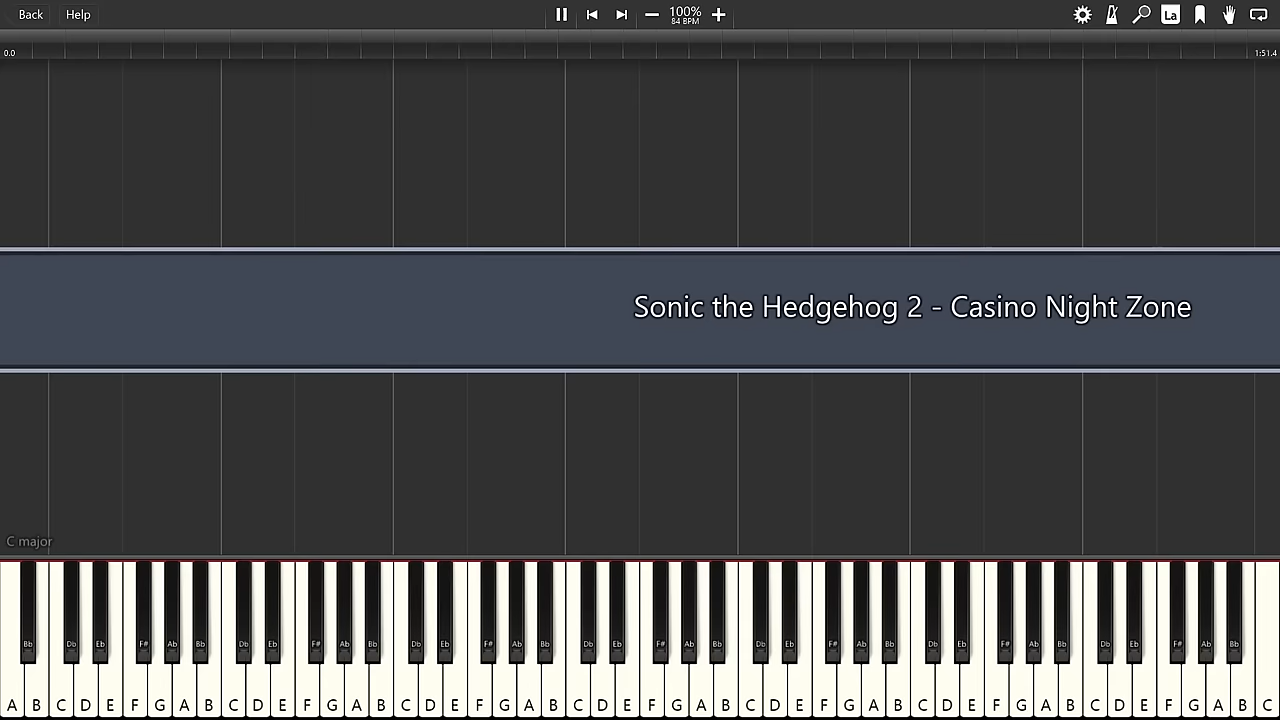 Back Help 100% La
84 BPM
0.0 1:51.4
Sonic the Hedgehog 2 - Casino Night Zone
C major
Bb Db Eb F# Ab Bb Db Eb F# Ab Bb Db Eb F# Ab Bb Db Eb F# Ab Bb Db Eb F# Ab Bb Db Eb F# Ab Bb Db Eb F# Ab Bb
A B C D E F G A B C D E F G A B C D E F G A B C D E F G A B C D E F G A B C D E F G A B C D E F G A B C